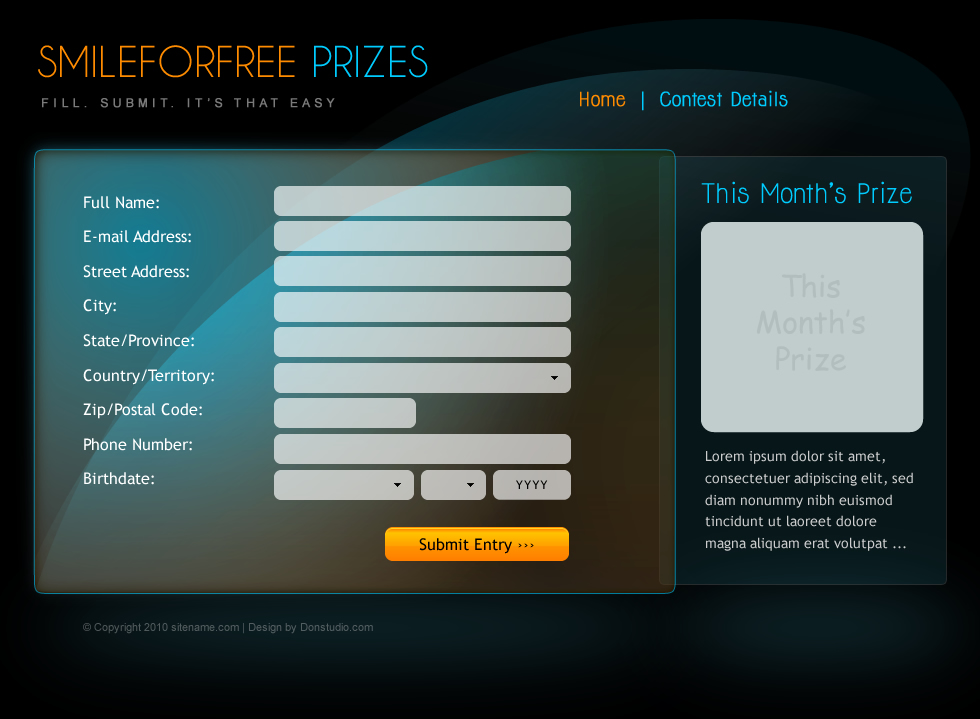 SMILEFORFREE PRIZES
FILL. SUBMIT. IT'S THAT EASY
Home | Contest Details
Full Name:
E-mail Address:
Street Address:
City:
State/Province:
Country/Territory:
Zip/Postal Code:
Phone Number:
Birthdate:
YYYY
Submit Entry >>>
This Month's Prize
This
Month's
Prize
Lorem ipsum dolor sit amet,
consectetuer adipiscing elit, sed
diam nonummy nibh euismod
tincidunt ut laoreet dolore
magna aliquam erat volutpat ...
© Copyright 2010 sitename.com | Design by Donstudio.com